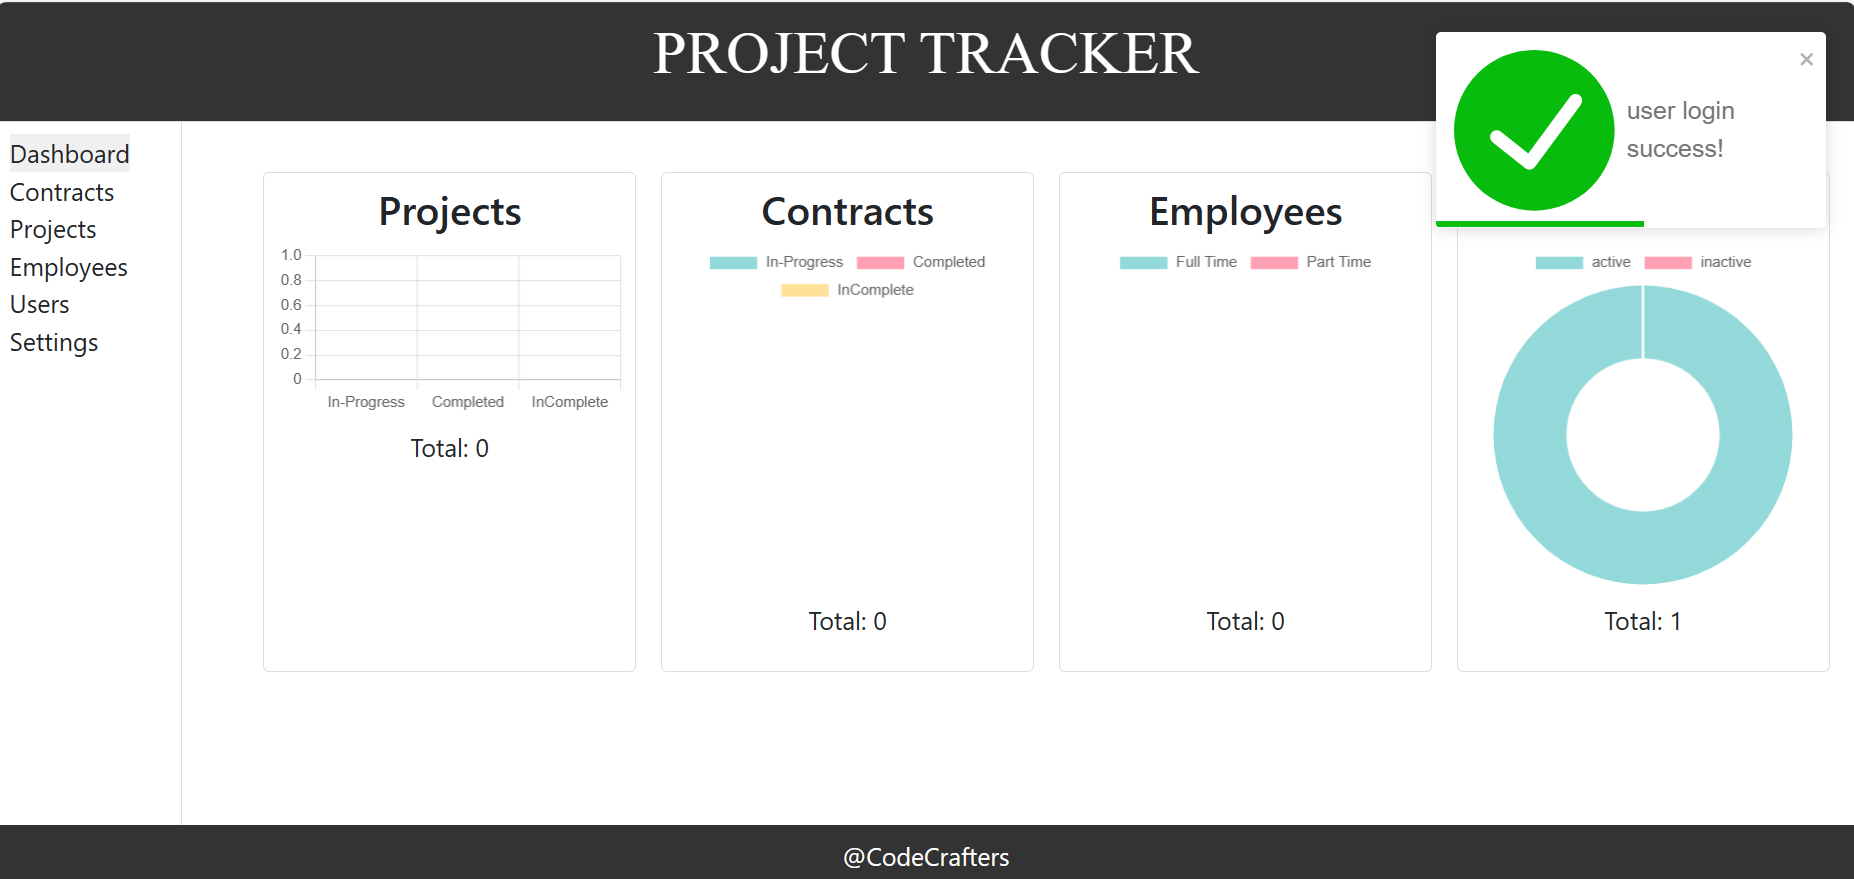 PROJECT TRACKER
×
user login
success!
Dashboard
Contracts
Projects
Employees
Users
Settings
Projects
1.0
0.8
0.6
0.4
0.2
0
In-Progress Completed InComplete
Total: 0
Contracts
In-Progress Completed
InComplete
Total: 0
Employees
Full Time Part Time
Total: 0
active inactive
Total: 1
@CodeCrafters